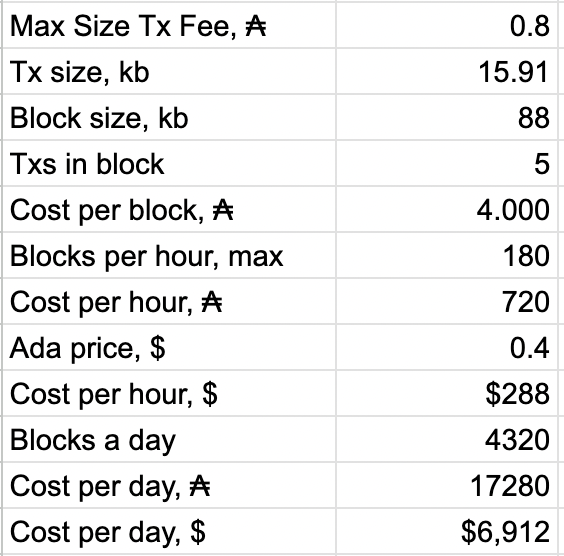 Max Size Tx Fee, ₳ 0.8
Tx size, kb 15.91
Block size, kb 88
Txs in block 5
Cost per block, ₳ 4.000
Blocks per hour, max 180
Cost per hour, ₳ 720
Ada price, $ 0.4
Cost per hour, $ $288
Blocks a day 4320
Cost per day, ₳ 17280
Cost per day, $ $6,912